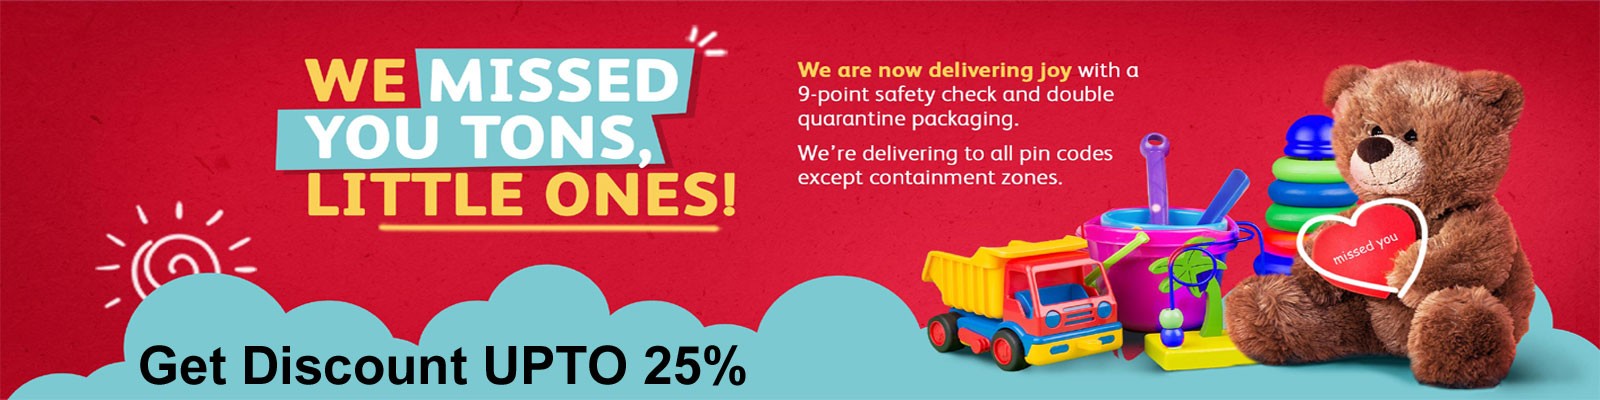 WE MISSED
YOU TONS,
LITTLE ONES!
We are now delivering joy with a
9-point safety check and double
quarantine packaging.
We're delivering to all pin codes
except containment zones.
missed you
Get Discount UPTO 25%